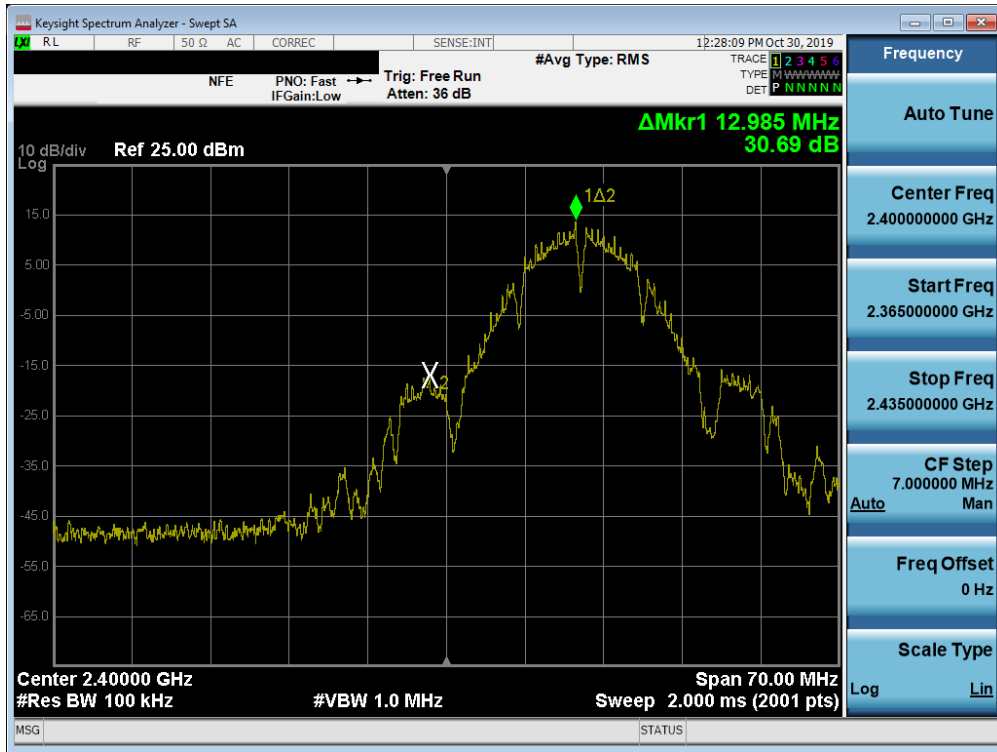 Keysight Spectrum Analyzer - Swept SA
LXI RL RF 50 Ω AC CORREC SENSE:INT 12:28:09 PM Oct 30, 2019
Frequency
#Avg Type: RMS
TRACE 1 2 3 4 5 6
NFE PNO: Fast Trig: Free Run TYPE M WWWWW
IFGain:Low Atten: 36 dB DET P N N N N N
Auto Tune
ΔMkr1 12.985 MHz
30.69 dB
10 dB/div Ref 25.00 dBm
Log
15.0
5.00
-5.00
-15.0
-25.0
-35.0
-45.0
-55.0
-65.0
1Δ2
X2
Center Freq
2.400000000 GHz
Start Freq
2.365000000 GHz
Stop Freq
2.435000000 GHz
CF Step
7.000000 MHz
Auto Man
Freq Offset
0 Hz
Scale Type
Log Lin
Center 2.40000 GHz Span 70.00 MHz
#Res BW 100 kHz #VBW 1.0 MHz Sweep 2.000 ms (2001 pts)
MSG STATUS